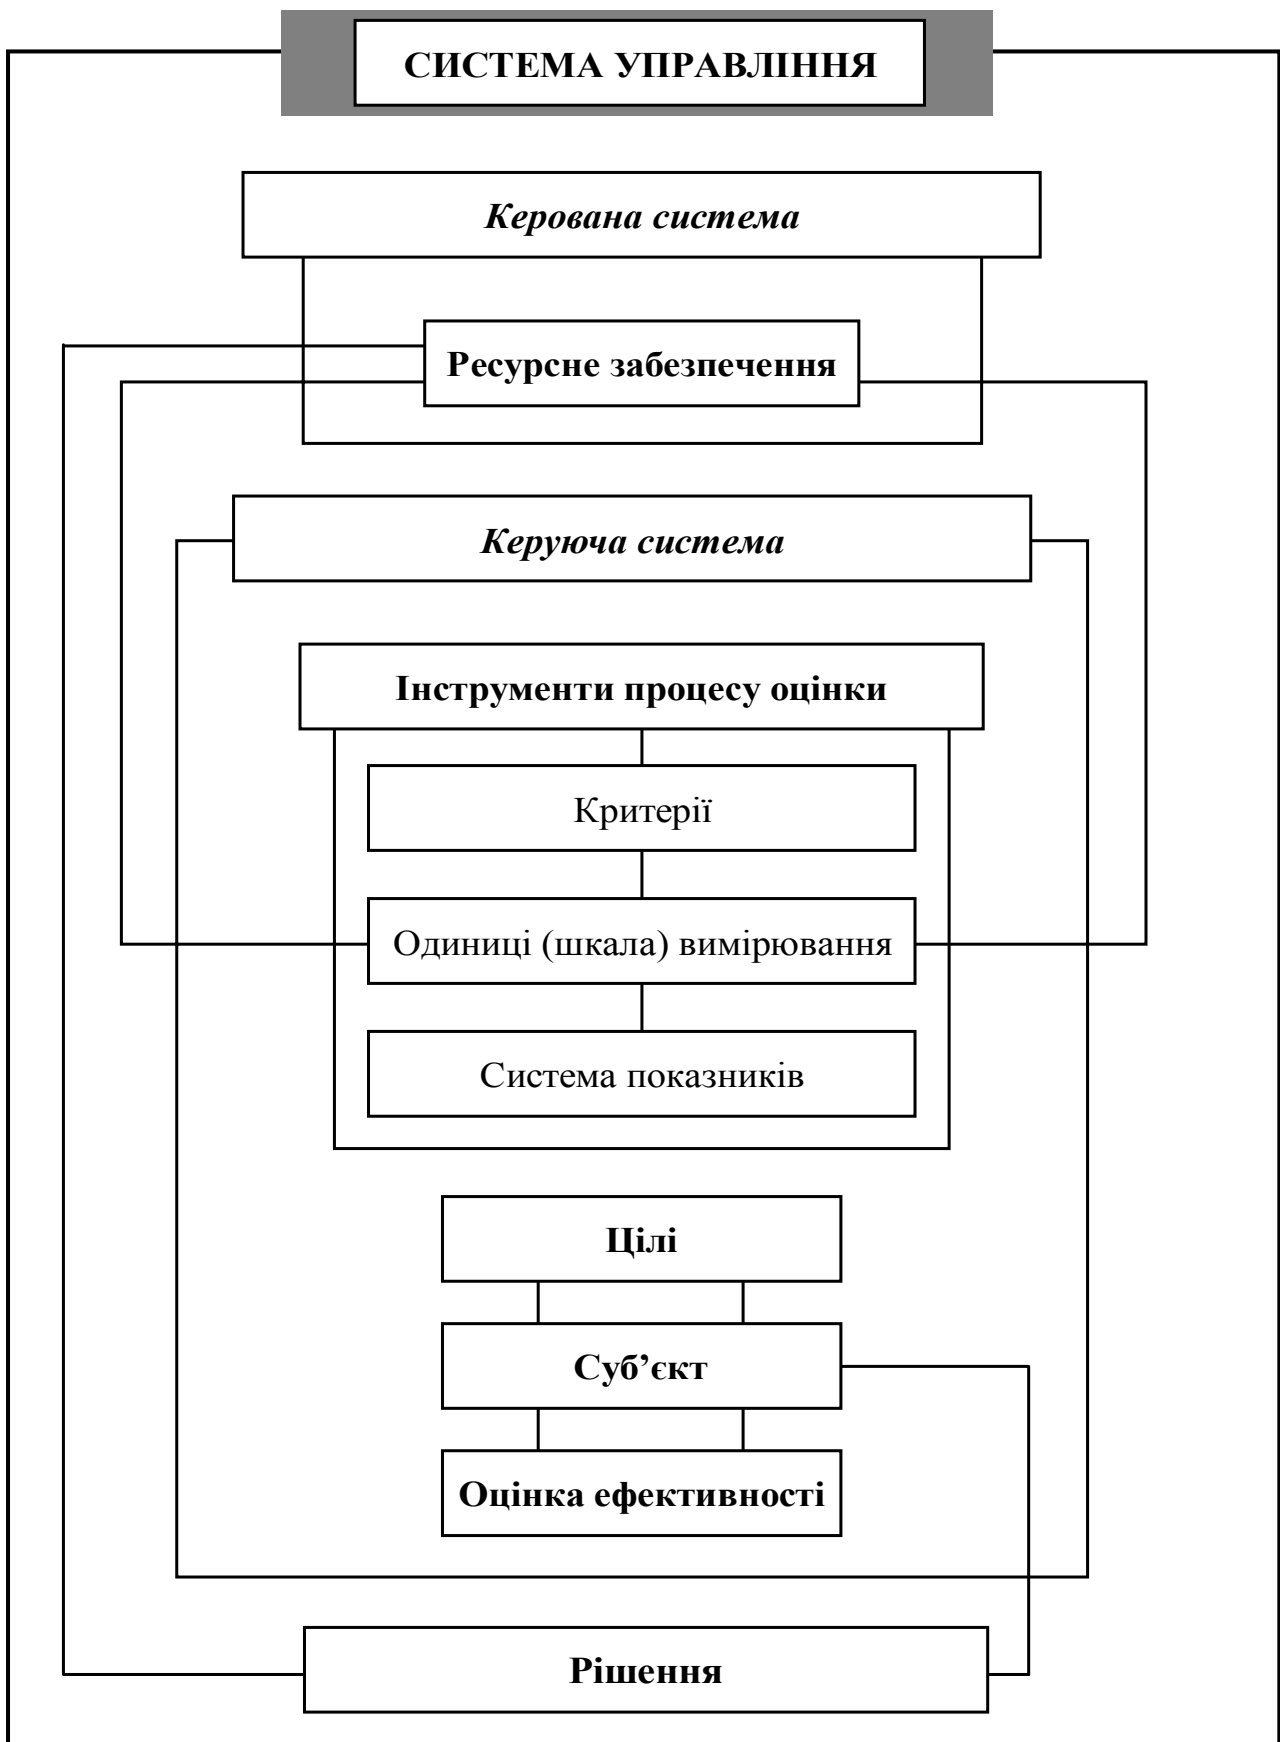 СИСТЕМА УПРАВЛІННЯ
Керована система
Ресурсне забезпечення
Керуюча система
Інструменти процесу оцінки
Критерії
Одиниці (шкала) вимірювання
Система показників
Цілі
Суб’єкт
Оцінка ефективності
Рішення